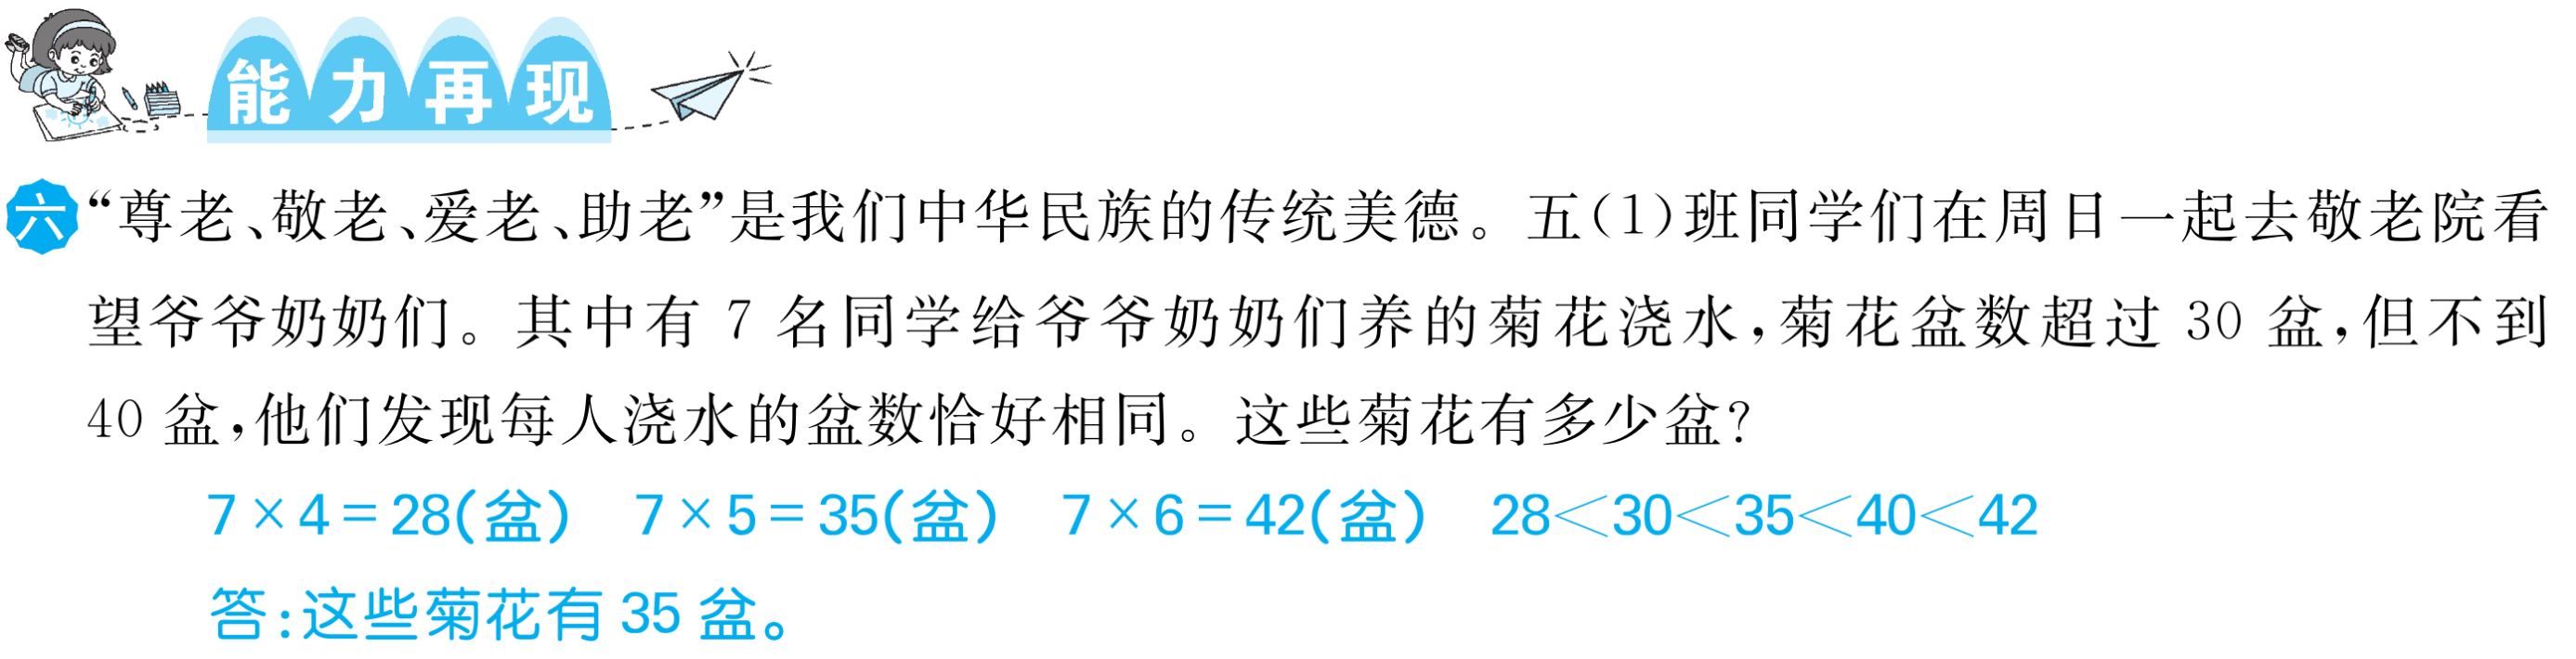 能力再现
六“尊老、敬老、爱老、助老”是我们中华民族的传统美德。五(1)班同学们在周日一起去敬老院看
望爷爷奶奶们。其中有 7 名同学给爷爷奶奶们养的菊花浇水,菊花盆数超过 30 盆,但不到
40 盆,他们发现每人浇水的盆数恰好相同。这些菊花有多少盆?
7×4=28(盆) 7×5=35(盆) 7×6=42(盆) 28<30<35<40<42
答:这些菊花有 35 盆。